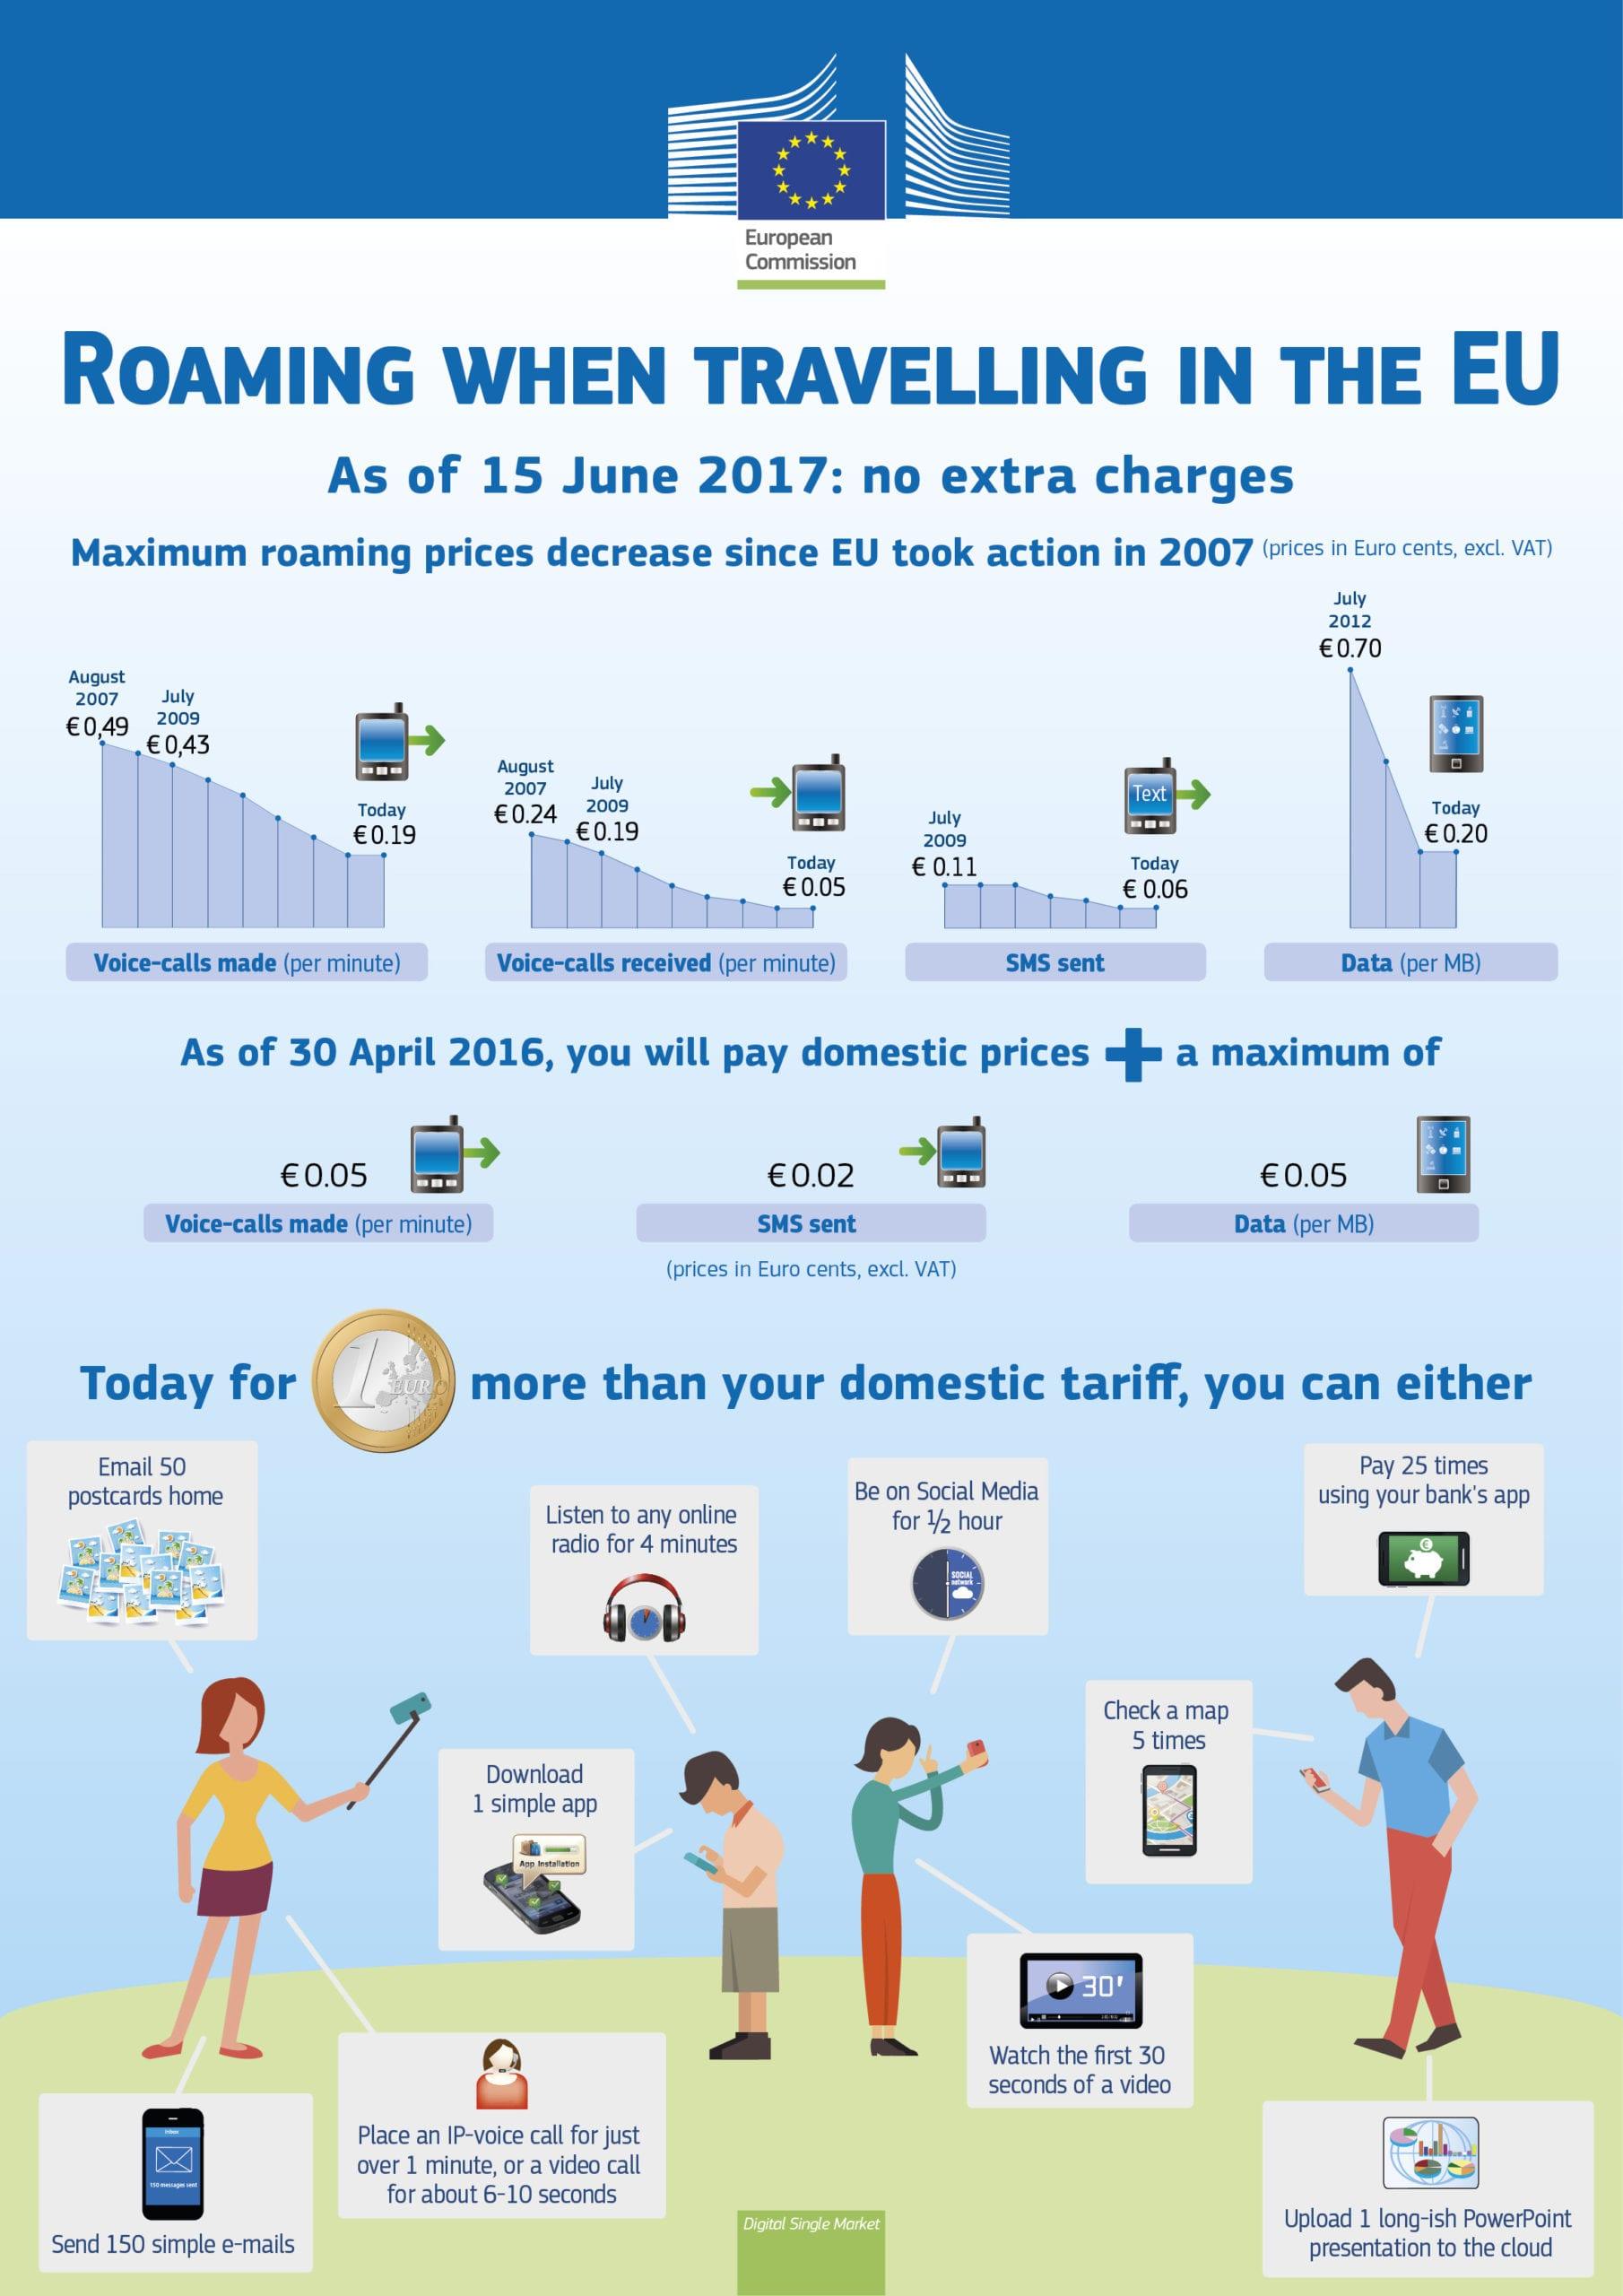 European
Commission
ROAMING WHEN TRAVELLING IN THE EU
As of 15 June 2017: no extra charges
Maximum roaming prices decrease since EU took action in 2007 (prices in Euro cents, excl. VAT)
August
2007
€ 0,49
July
2009
€ 0,43
Today
€ 0.19
Voice-calls made (per minute)
August
2007
€ 0.24
July
2009
€ 0.19
Today
€ 0.05
Voice-calls received (per minute)
July
2009
€ 0.11
Text
Today
€ 0.06
SMS sent
July
2012
€ 0.70
Today
€ 0.20
Data (per MB)
As of 30 April 2016, you will pay domestic prices + a maximum of
€ 0.05
Voice-calls made (per minute)
€ 0.02
SMS sent
€ 0.05
Data (per MB)
(prices in Euro cents, excl. VAT)
Today for 1 EURO more than your domestic tariff, you can either
Email 50
postcards home
Listen to any online
radio for 4 minutes
Be on Social Media
for 1/2 hour
SOCIAL
network
Pay 25 times
using your bank's app
Check a map
5 times
Download
1 simple app
App Installation
30'
Watch the first 30
seconds of a video
Place an IP-voice call for just
over 1 minute, or a video call
for about 6-10 seconds
Inbox
150 messages sent
Send 150 simple e-mails
Upload 1 long-ish PowerPoint
presentation to the cloud
Digital Single Market